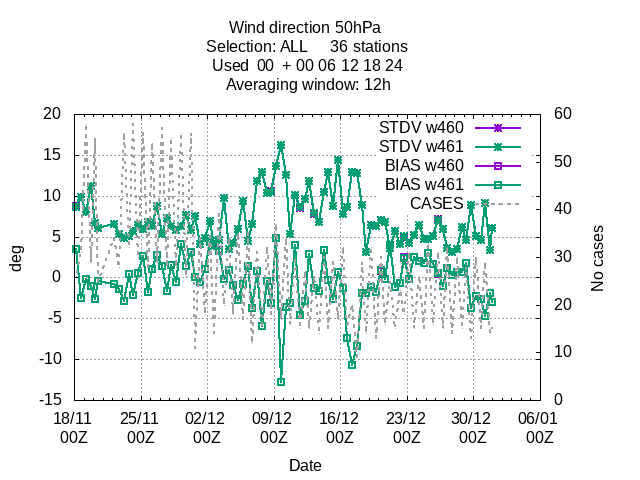 Wind direction 50hPa
Selection: ALL 36 stations
Used 00 + 00 06 12 18 24
Averaging window: 12h
20
15
10
5
0
-5
-10
-15
deg
60
50
40
30
20
10
0
No cases
STDV w460
STDV w461
BIAS w460
BIAS w461
CASES
18/11 25/11 02/12 09/12 16/12 23/12 30/12 06/01
00Z 00Z 00Z 00Z 00Z 00Z 00Z 00Z
Date